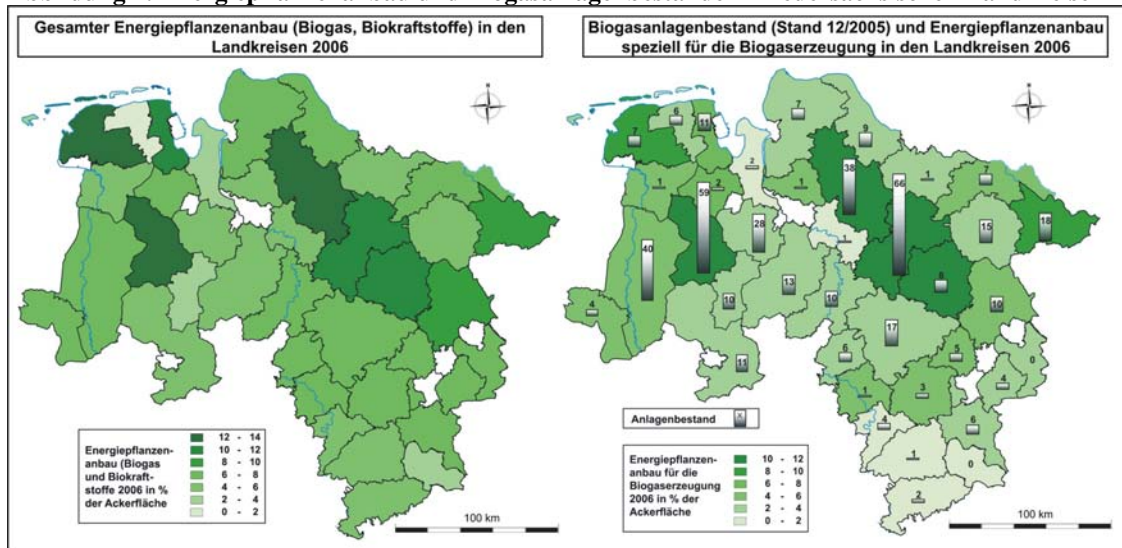 Gesamter Energiepflanzenanbau (Biogas, Biokraftstoffe) in den
Landkreisen 2006
Energiepflanzen-
anbau (Biogas
und Biokraft-
stoffe 2006 in %
der Ackerfläche
12 - 14
10 - 12
8 - 10
6 - 8
4 - 6
2 - 4
0 - 2
100 km
Biogasanlagenbestand (Stand 12/2005) und Energiepflanzenanbau
speziell für die Biogaserzeugung in den Landkreisen 2006
7
6
11
7
9
2
1
7
1
2
1
38
59
66
18
15
28
1
40
8
13
10
10
10
4
17
11
6
5
0
4
1
3
4
6
1
0
2
Anlagenbestand
X
Energiepflanzen-
anbau für die
Biogaserzeugung
2006 in % der
Ackerfläche
10 - 12
8 - 10
6 - 8
4 - 6
2 - 4
0 - 2
100 km